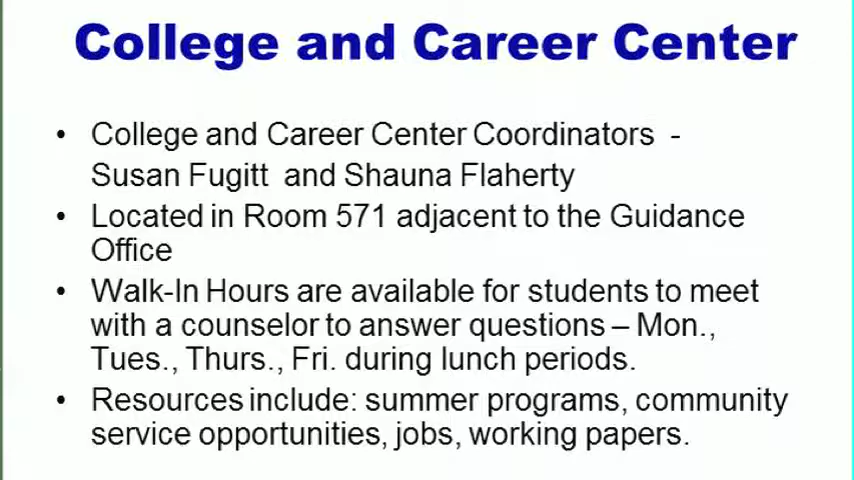 College and Career Center
• College and Career Center Coordinators -
Susan Fugitt and Shauna Flaherty
• Located in Room 571 adjacent to the Guidance
Office
• Walk-In Hours are available for students to meet
with a counselor to answer questions – Mon.,
Tues., Thurs., Fri. during lunch periods.
• Resources include: summer programs, community
service opportunities, jobs, working papers.